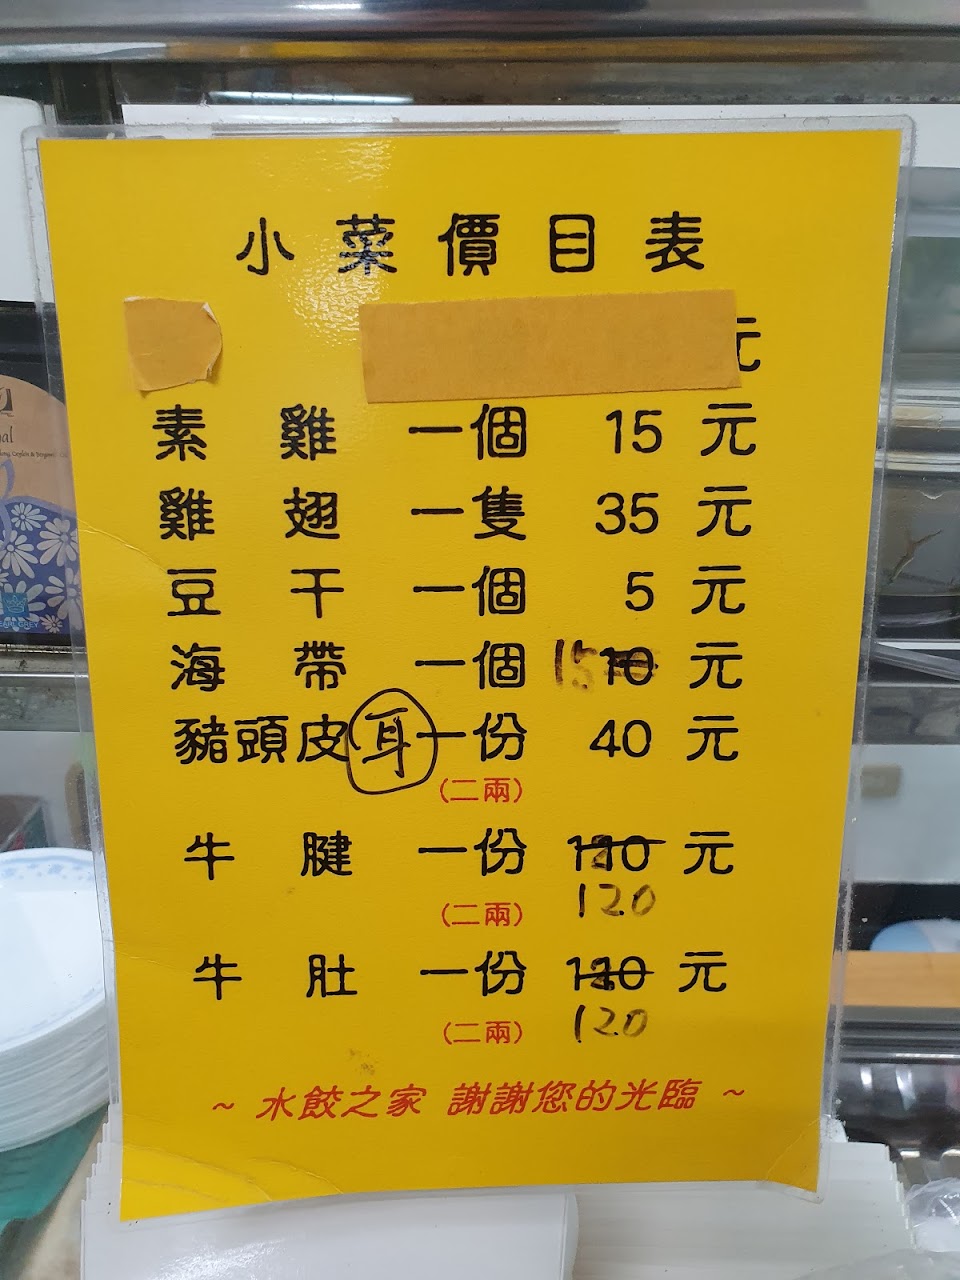 小菜價目表
元
素雞一個 15 元
雞翅一隻 35 元
豆干一個 5 元
海帶一個 15 元
豬頭皮 耳 一份 40 元
(二兩)
牛腱一份 元
120
(二兩)
牛肚一份 元
120
(二兩)
~ 水餃之家 謝謝您的光臨 ~
EARL GREY